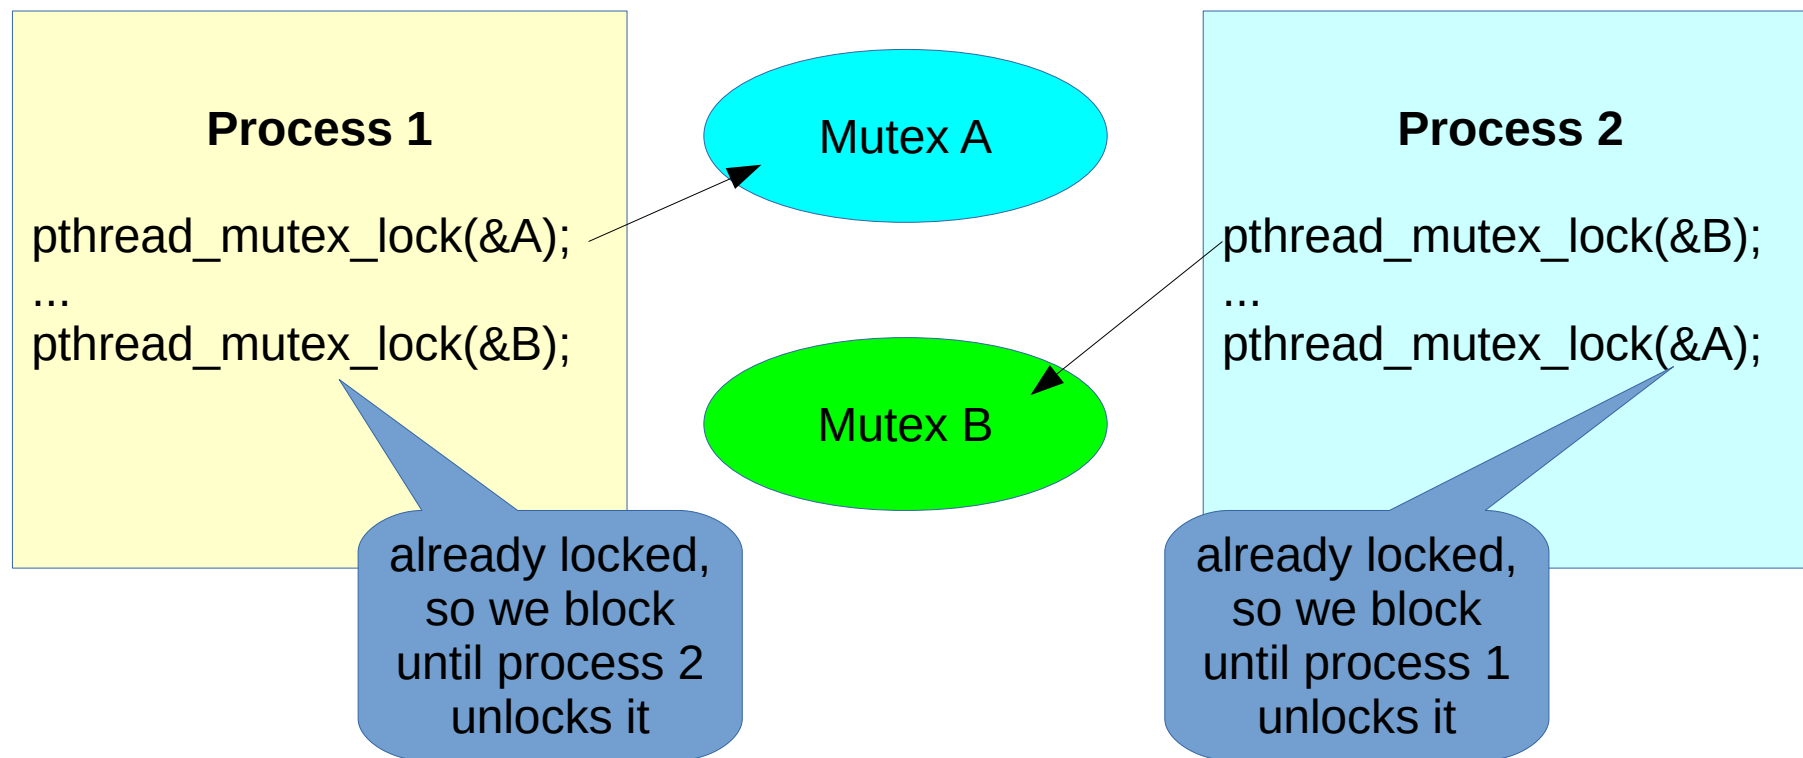 Process 1
pthread_mutex_lock(&A);
...
pthread_mutex_lock(&B);
already locked,
so we block
until process 2
unlocks it
Mutex A
Mutex B
Process 2
pthread_mutex_lock(&B);
...
pthread_mutex_lock(&A);
already locked,
so we block
until process 1
unlocks it